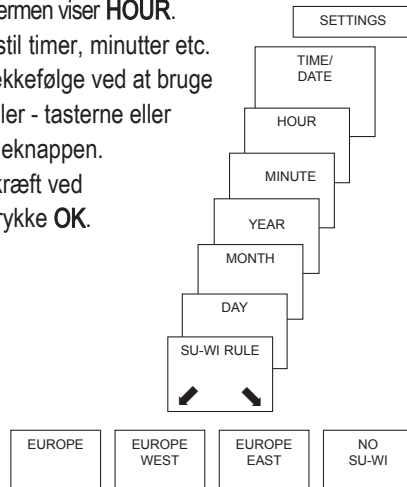 ermen viser HOUR.
stil timer, minutter etc.
ekkefølge ved at bruge
ler - tasterne eller
eknappen.
kræft ved
rykke OK.
SETTINGS
TIME/
DATE
HOUR
MINUTE
YEAR
MONTH
DAY
SU-WI RULE
EUROPE
EUROPE
WEST
EUROPE
EAST
NO
SU-WI